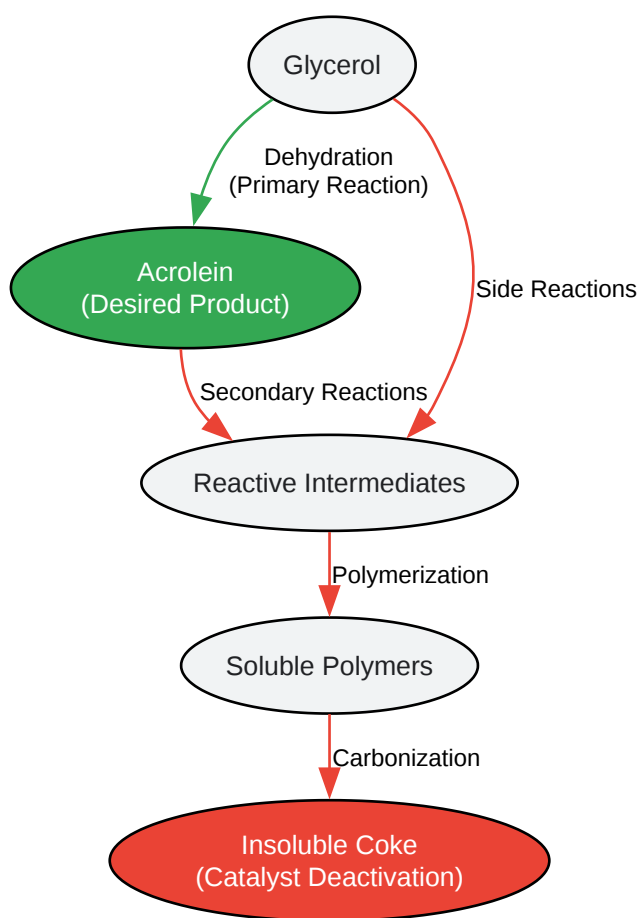 Glycerol
Dehydration
(Primary Reaction)
Acrolein
(Desired Product)
Side Reactions
Secondary Reactions
Reactive Intermediates
Polymerization
Soluble Polymers
Carbonization
Insoluble Coke
(Catalyst Deactivation)